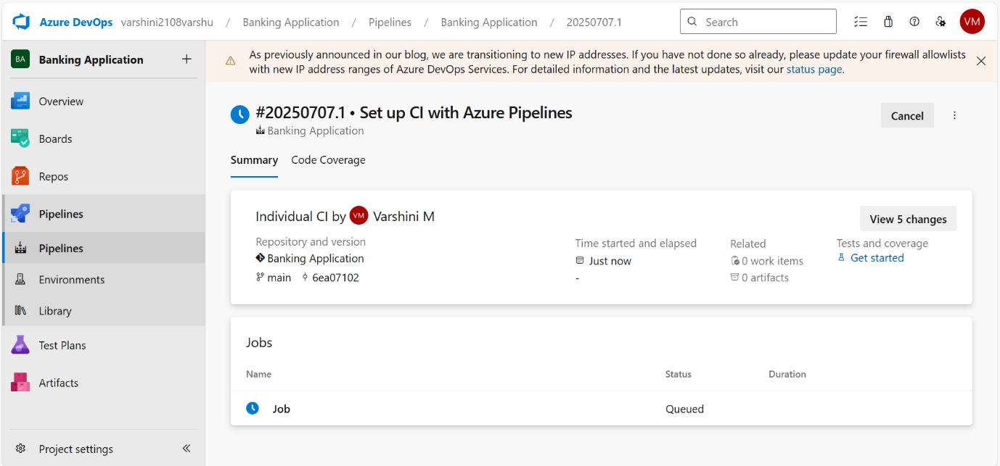 Azure DevOps varshini2108varshu / Banking Application / Pipelines / Banking Application / 20250707.1
Search
VM
BA Banking Application
As previously announced in our blog, we are transitioning to new IP addresses. If you have not done so already, please update your firewall allowlists
with new IP address ranges of Azure DevOps Services. For detailed information and the latest updates, visit our status page.
Overview
Boards
Repos
Pipelines
Pipelines
Environments
Library
Test Plans
Artifacts
Project settings
#20250707.1 • Set up CI with Azure Pipelines
Banking Application
Cancel
Summary Code Coverage
Individual CI by VM Varshini M
View 5 changes
Repository and version
Banking Application
main 6ea07102
Time started and elapsed
Just now
-
Related
0 work items
0 artifacts
Tests and coverage
Get started
Jobs
Name Status Duration
Job Queued